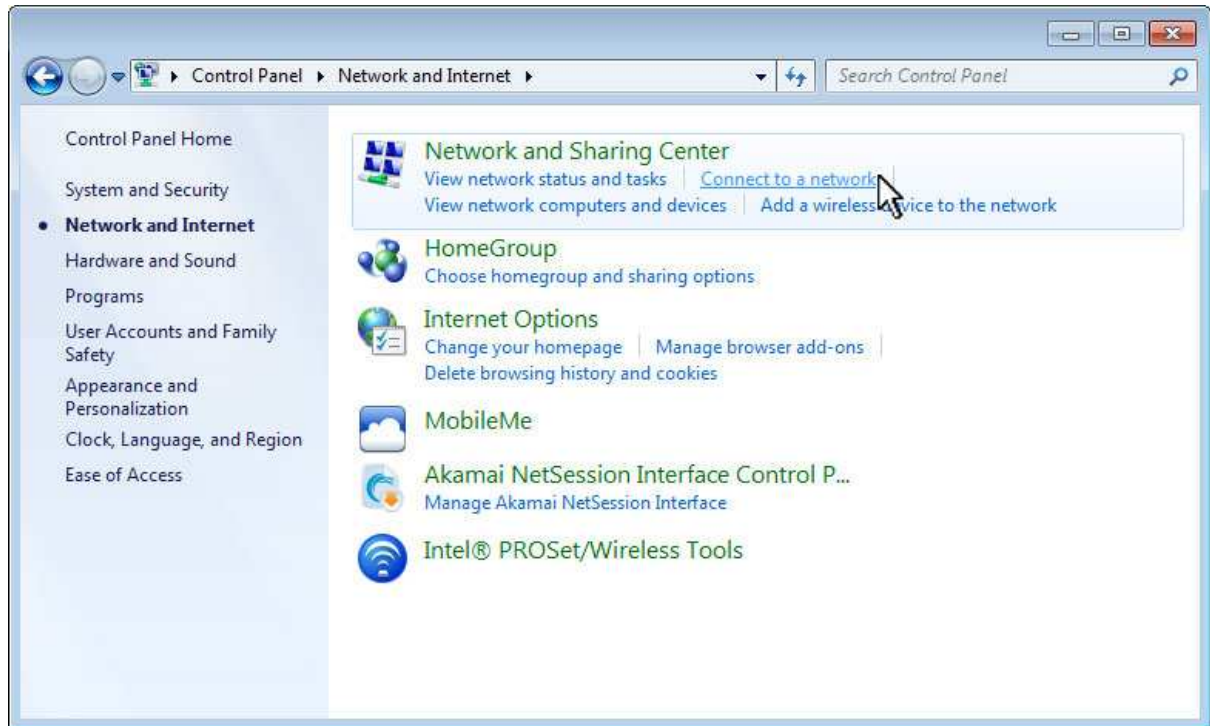 Control Panel ▸ Network and Internet ▸
Search Control Panel
Control Panel Home
System and Security
Network and Internet
Hardware and Sound
Programs
User Accounts and Family
Safety
Appearance and
Personalization
Clock, Language, and Region
Ease of Access
Network and Sharing Center
View network status and tasks
Connect to a network
View network computers and devices
Add a wireless device to the network
HomeGroup
Choose homegroup and sharing options
Internet Options
Change your homepage
Manage browser add-ons
Delete browsing history and cookies
MobileMe
Akamai NetSession Interface Control P...
Manage Akamai NetSession Interface
Intel® PROSet/Wireless Tools